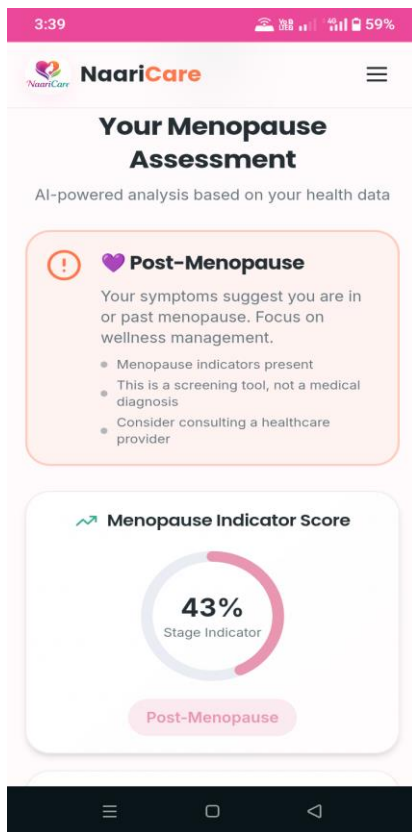 3:39
59%
NaariCare
NaariCare
Your Menopause
Assessment
AI-powered analysis based on your health data
Post-Menopause
Your symptoms suggest you are in
or past menopause. Focus on
wellness management.
Menopause indicators present
This is a screening tool, not a medical
diagnosis
Consider consulting a healthcare
provider
Menopause Indicator Score
43%
Stage Indicator
Post-Menopause